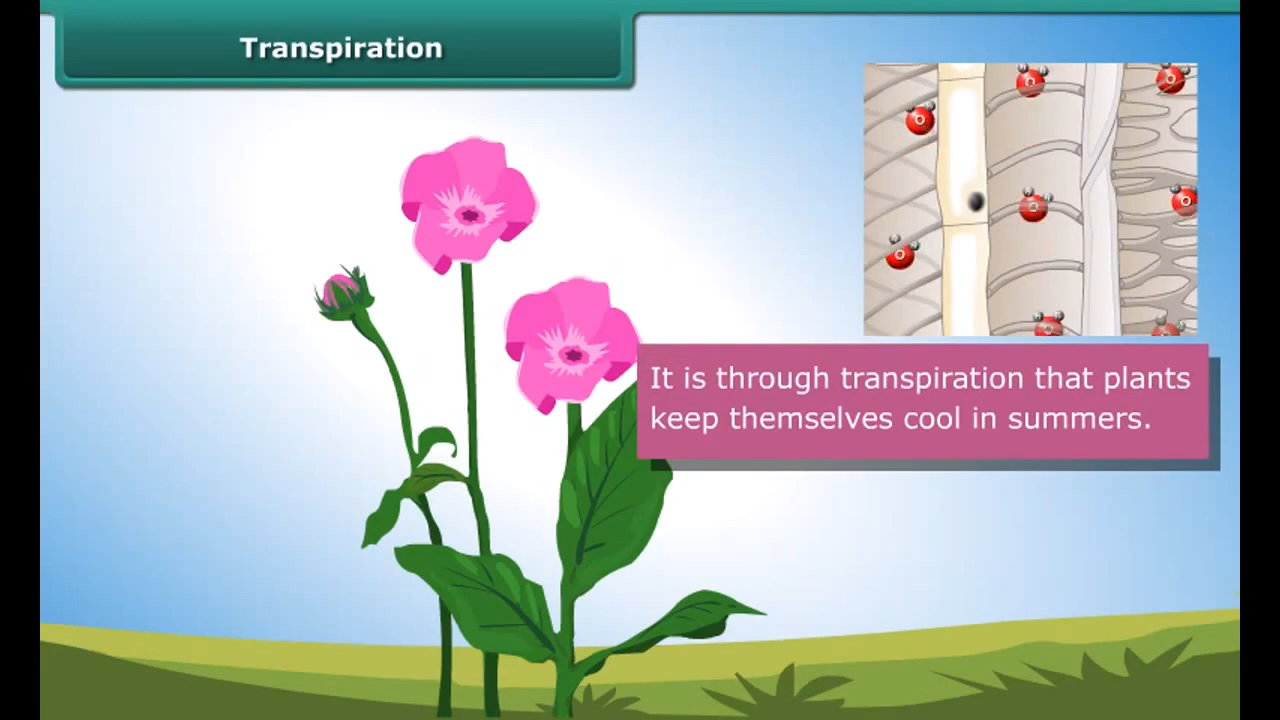 Transpiration
It is through transpiration that plants
keep themselves cool in summers.